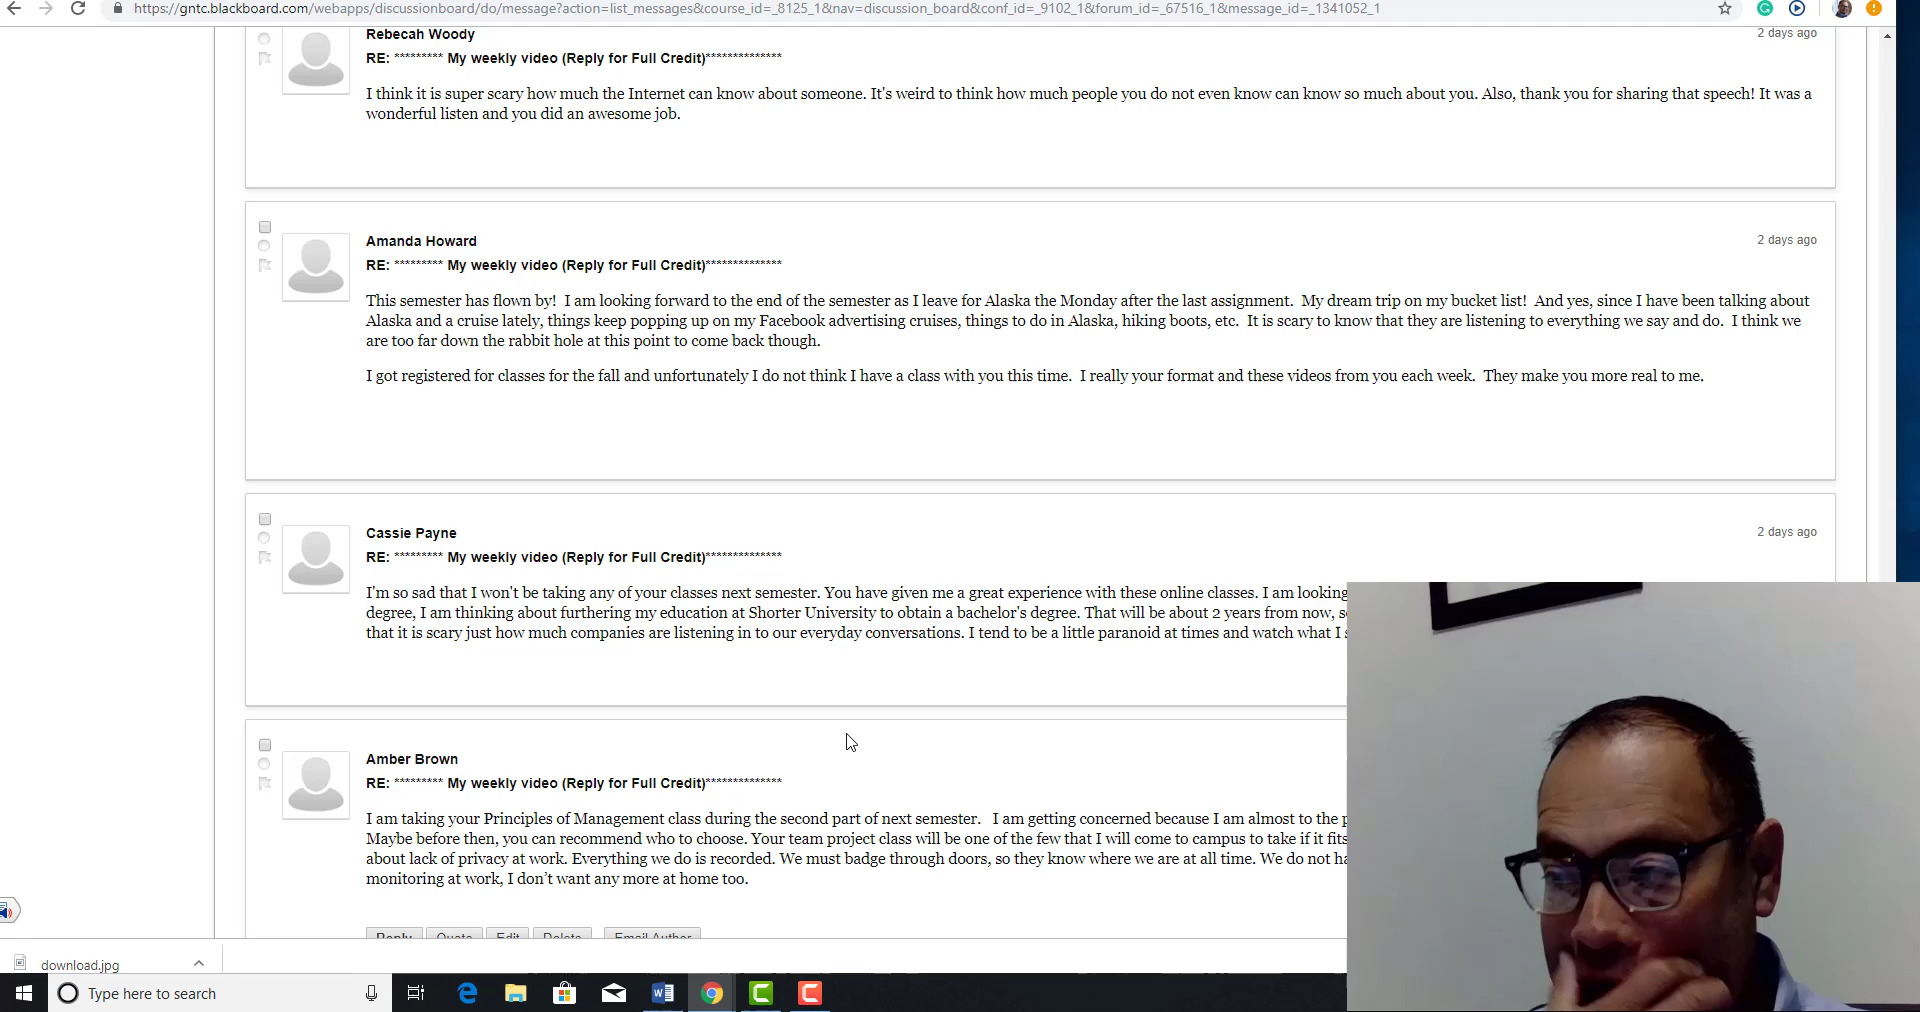 https://gntc.blackboard.com/webapps/discussionboard/do/message?action=list_messages&course_id=_8125_1&nav=discussion_board&conf_id=_9102_1&forum_id=_67516_1&message_id=_1341052_1
Rebecah Woody
2 days ago
RE: ********* My weekly video (Reply for Full Credit)**************
I think it is super scary how much the Internet can know about someone. It's weird to think how much people you do not even know can know so much about you. Also, thank you for sharing that speech! It was a
wonderful listen and you did an awesome job.
Amanda Howard
2 days ago
RE: ********* My weekly video (Reply for Full Credit)**************
This semester has flown by!  I am looking forward to the end of the semester as I leave for Alaska the Monday after the last assignment.  My dream trip on my bucket list!  And yes, since I have been talking about
Alaska and a cruise lately, things keep popping up on my Facebook advertising cruises, things to do in Alaska, hiking boots, etc.  It is scary to know that they are listening to everything we say and do.  I think we
are too far down the rabbit hole at this point to come back though.
I got registered for classes for the fall and unfortunately I do not think I have a class with you this time.  I really your format and these videos from you each week.  They make you more real to me.
Cassie Payne
2 days ago
RE: ********* My weekly video (Reply for Full Credit)**************
I'm so sad that I won't be taking any of your classes next semester. You have given me a great experience with these online classes. I am looking
degree, I am thinking about furthering my education at Shorter University to obtain a bachelor's degree. That will be about 2 years from now, s
that it is scary just how much companies are listening in to our everyday conversations. I tend to be a little paranoid at times and watch what I s
Amber Brown
RE: ********* My weekly video (Reply for Full Credit)**************
I am taking your Principles of Management class during the second part of next semester.   I am getting concerned because I am almost to the p
Maybe before then, you can recommend who to choose. Your team project class will be one of the few that I will come to campus to take if it fits
about lack of privacy at work. Everything we do is recorded. We must badge through doors, so they know where we are at all time. We do not ha
monitoring at work, I don’t want any more at home too.
Reply Quote Edit Delete Email Author
download.jpg
Type here to search